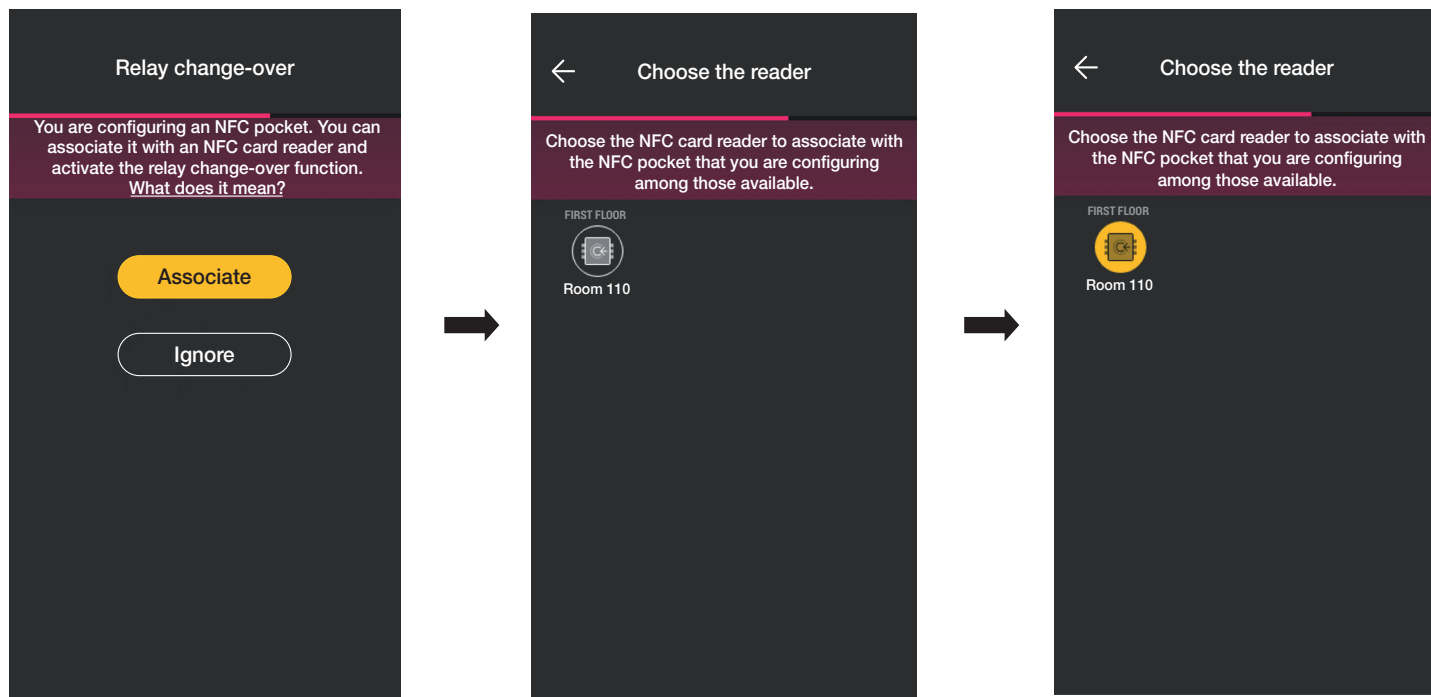 Relay change-over
You are configuring an NFC pocket. You can
associate it with an NFC card reader and
activate the relay change-over function.
What does it mean?
Associate
Ignore
Choose the reader
Choose the NFC card reader to associate with
the NFC pocket that you are configuring
among those available.
FIRST FLOOR
Room 110
Choose the reader
Choose the NFC card reader to associate with
the NFC pocket that you are configuring
among those available.
FIRST FLOOR
Room 110